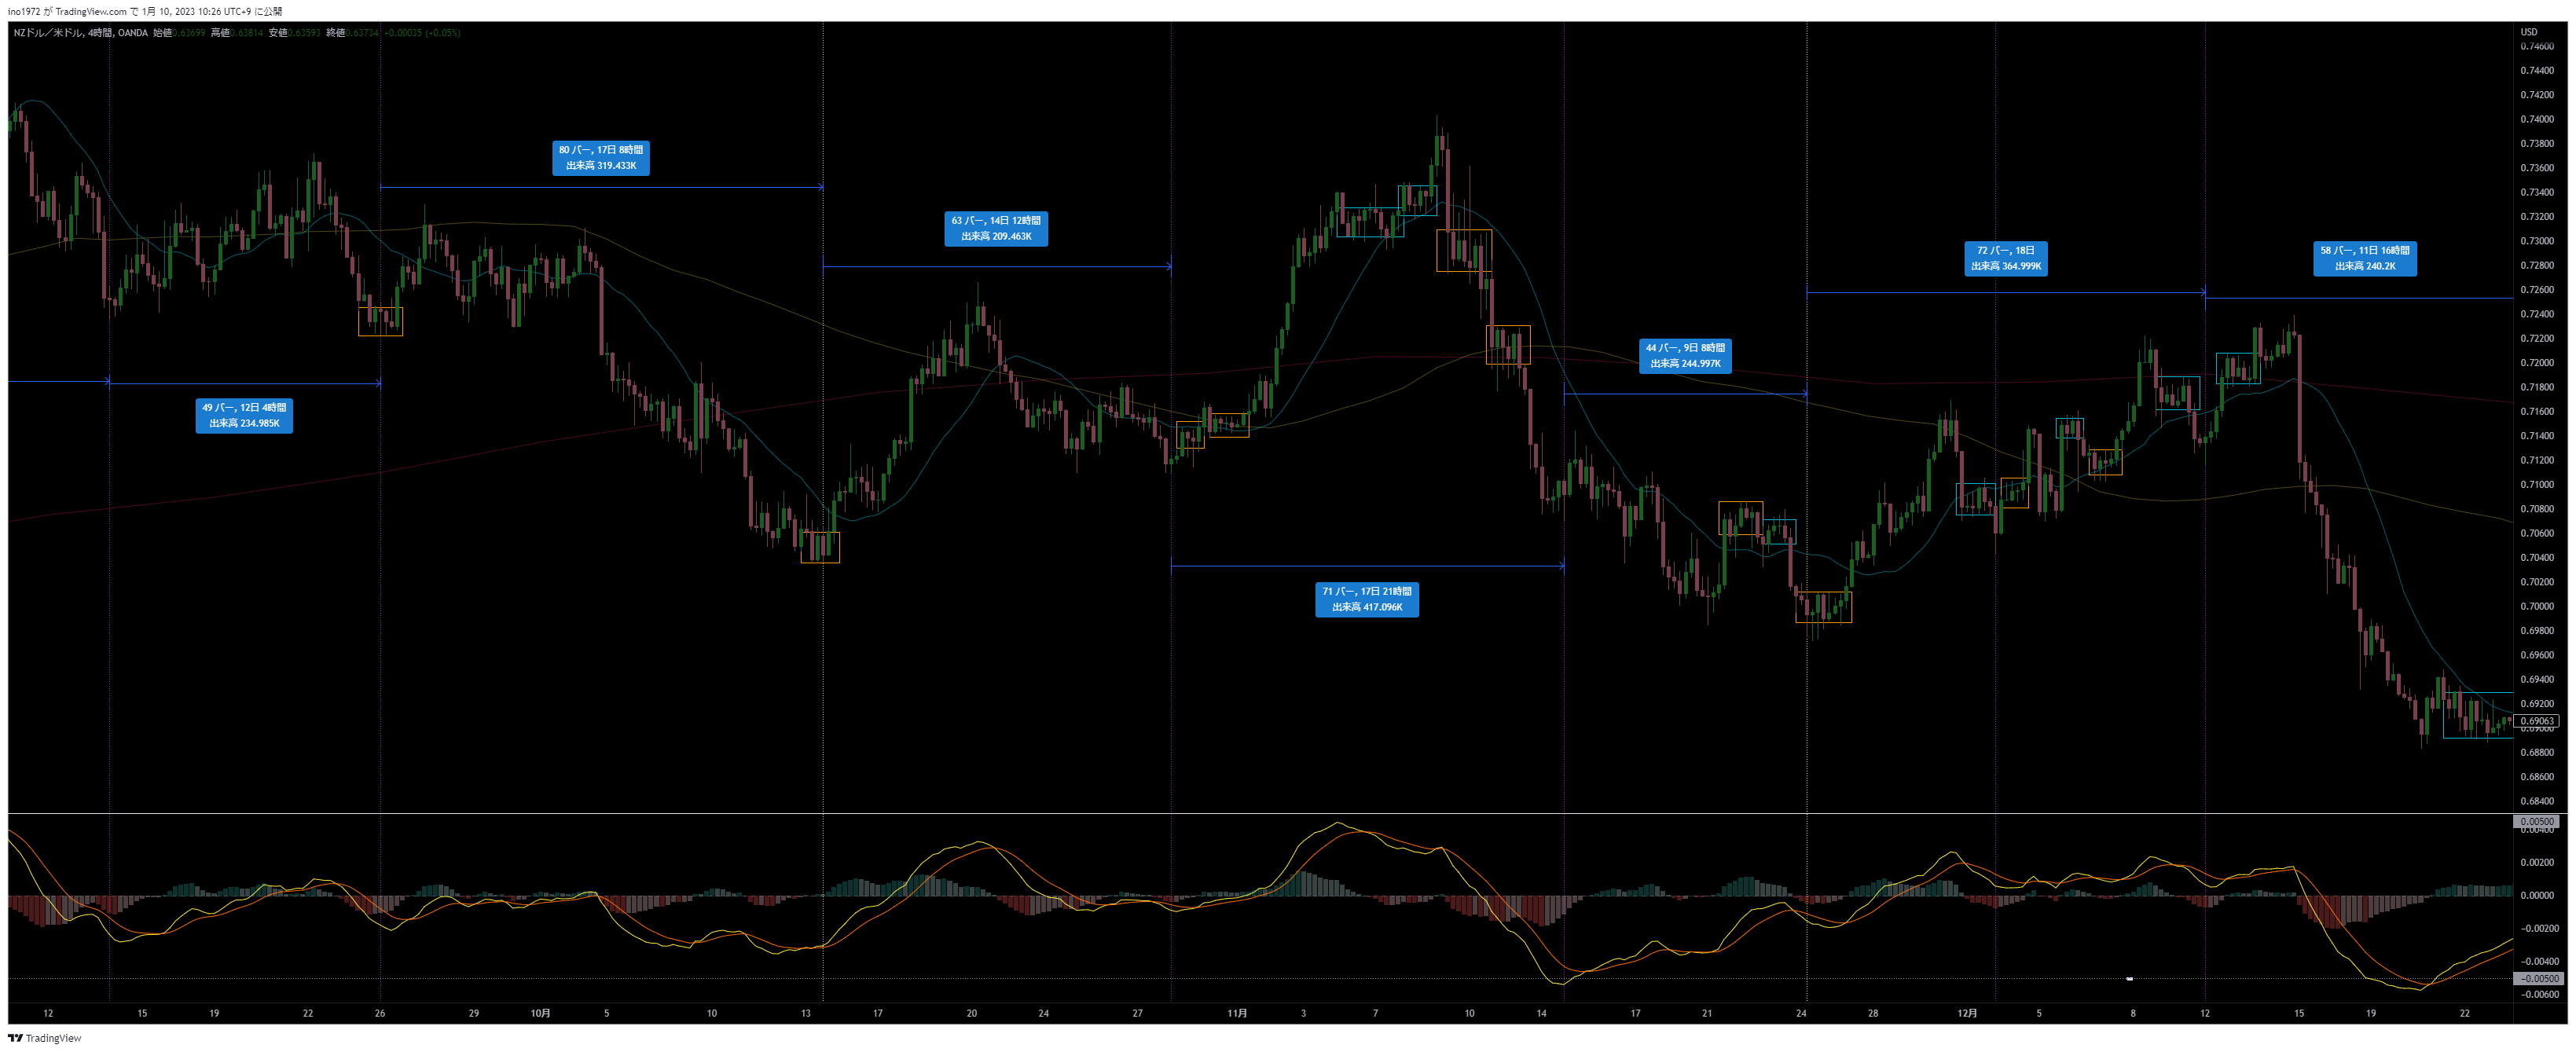 ino1972 が TradingView.com で 1月 10, 2023 10:26 UTC+9 に公開
NZドル／米ドル, 4時間, OANDA 始値0.63699 高値0.63814 安値0.63593 終値0.63734 +0.00035 (+0.05%)
USD
0.74600
0.74400
0.74200
0.74000
0.73800
0.73600
0.73400
0.73200
0.73000
0.72800
0.72600
0.72400
0.72200
0.72000
0.71800
0.71600
0.71400
0.71200
0.71000
0.70800
0.70600
0.70400
0.70200
0.70000
0.69800
0.69600
0.69400
0.69200
0.69063
0.69000
0.68800
0.68600
0.68400
80 バー, 17日 8時間
出来高 319.433K
63 バー, 14日 12時間
出来高 209.463K
72 バー, 18日
出来高 364.999K
58 バー, 11日 16時間
出来高 240.2K
44 バー, 9日 8時間
出来高 244.997K
49 バー, 12日 4時間
出来高 234.985K
71 バー, 17日 21時間
出来高 417.096K
0.00500
0.00400
0.00200
0.00000
−0.00200
−0.00400
−0.00500
−0.00600
12 15 19 22 26 29 10月 5 10 13 17 20 24 27 11月 3 7 10 14 17 21 24 28 12月 5 8 12 15 19 22
TradingView